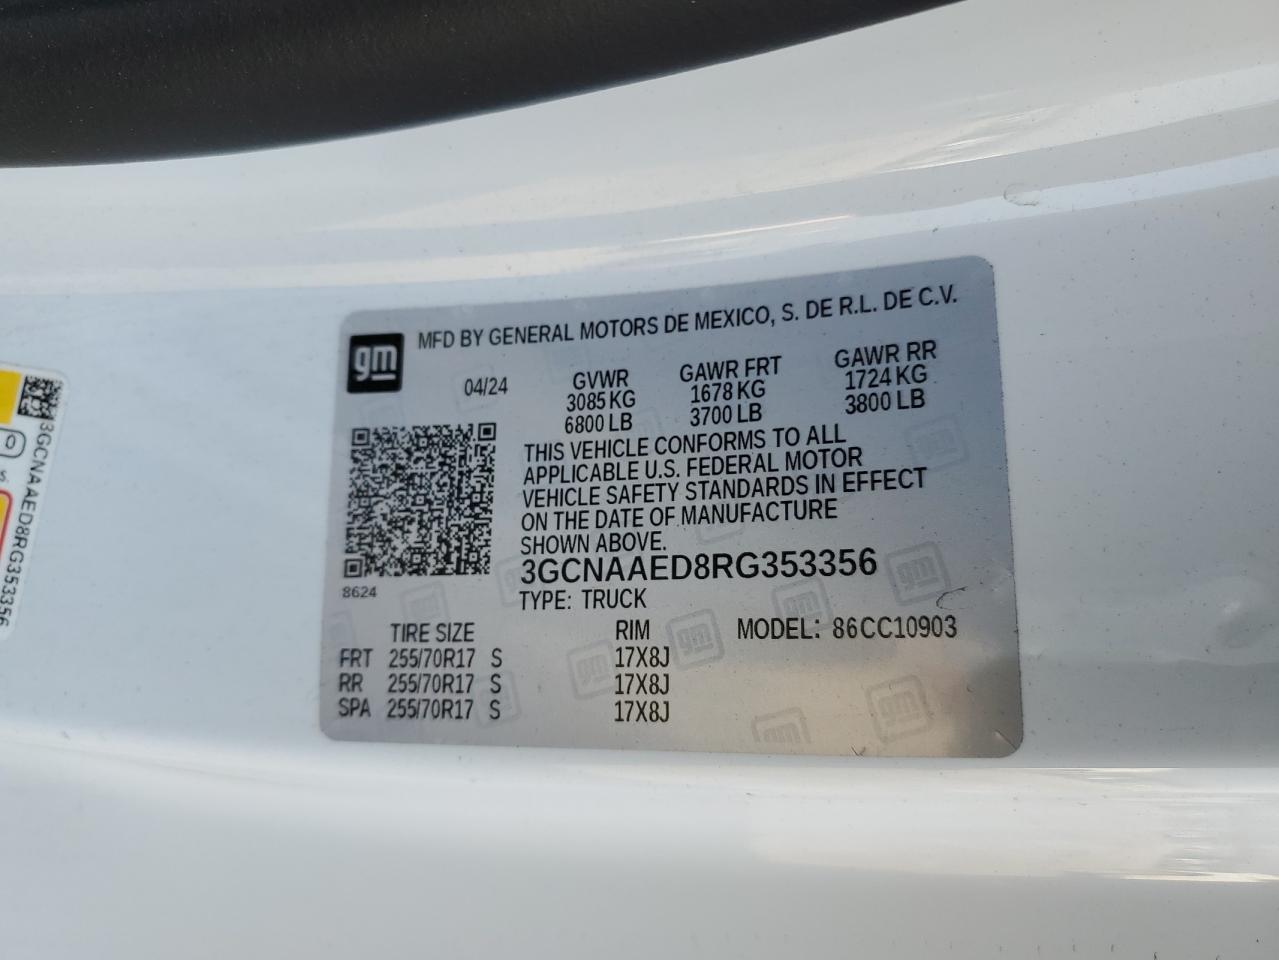 gm
MFD BY GENERAL MOTORS DE MEXICO, S. DE R.L. DE C.V.
04/24
GVWR GAWR FRT GAWR RR
3085 KG 1678 KG 1724 KG
6800 LB 3700 LB 3800 LB
THIS VEHICLE CONFORMS TO ALL
APPLICABLE U.S. FEDERAL MOTOR
VEHICLE SAFETY STANDARDS IN EFFECT
ON THE DATE OF MANUFACTURE
SHOWN ABOVE.
3GCNAAED8RG353356
8624
TYPE: TRUCK
TIRE SIZE RIM MODEL: 86CC10903
FRT 255/70R17 S 17X8J
RR 255/70R17 S 17X8J
SPA 255/70R17 S 17X8J
3GCNAAED8RG353356